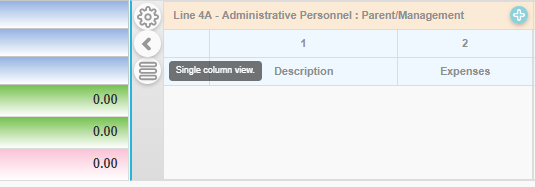 Line 4A - Administrative Personnel : Parent/Management
1 2
Single column view. Description Expenses
0.00
0.00
0.00